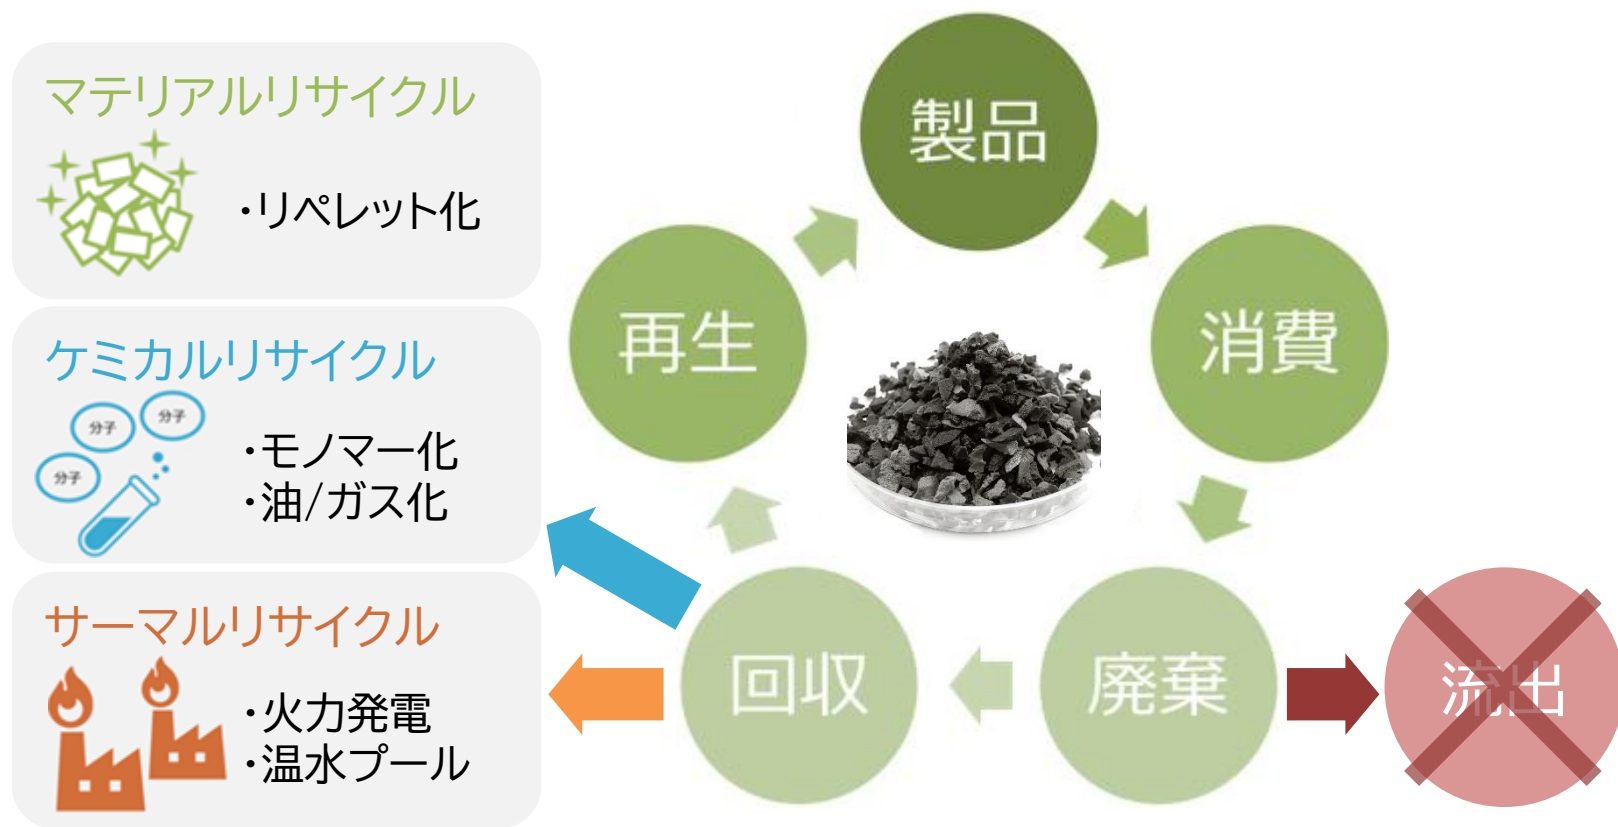 マテリアルリサイクル
・リペレット化
ケミカルリサイクル
分子
分子
分子
・モノマー化
・油/ガス化
サーマルリサイクル
・火力発電
・温水プール
製品
消費
廃棄
回収
再生
流出